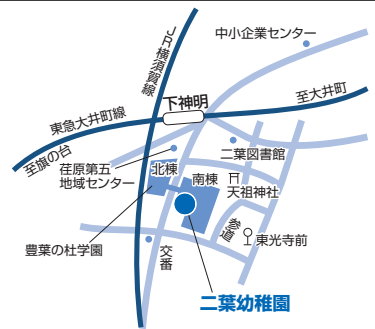 中小企業センター
JR横須賀線
下神明
至大井町
東急大井町線
至旗の台
荏原第五
地域センター
北棟
南棟
二葉図書館
天祖神社
豊葉の杜学園
交番
参道
東光寺前
二葉幼稚園